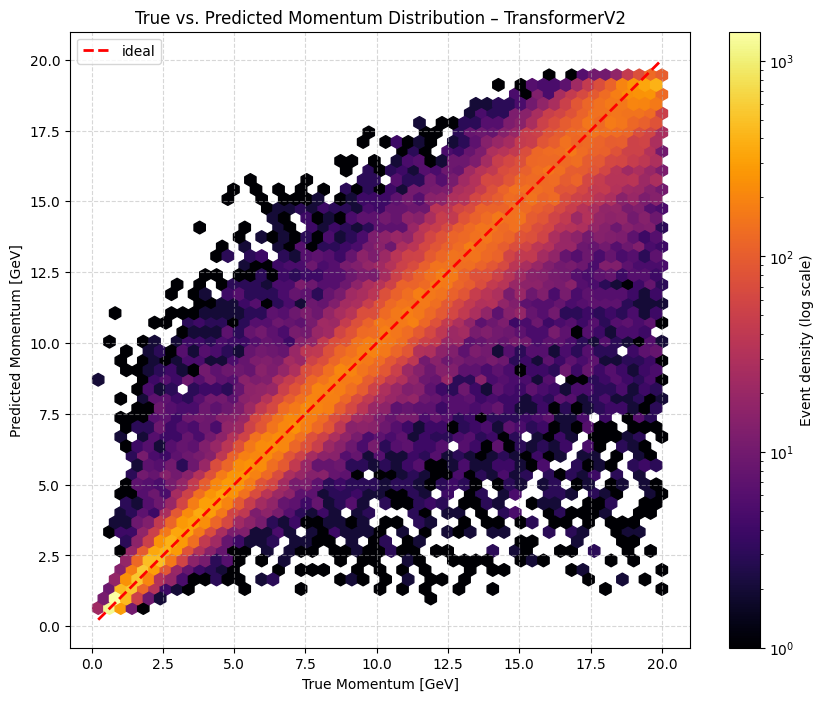 True vs. Predicted Momentum Distribution – TransformerV2
ideal
20.0
17.5
15.0
12.5
10.0
7.5
5.0
2.5
0.0
Predicted Momentum [GeV]
0.0 2.5 5.0 7.5 10.0 12.5 15.0 17.5 20.0
True Momentum [GeV]
10³
10²
10¹
10⁰
Event density (log scale)